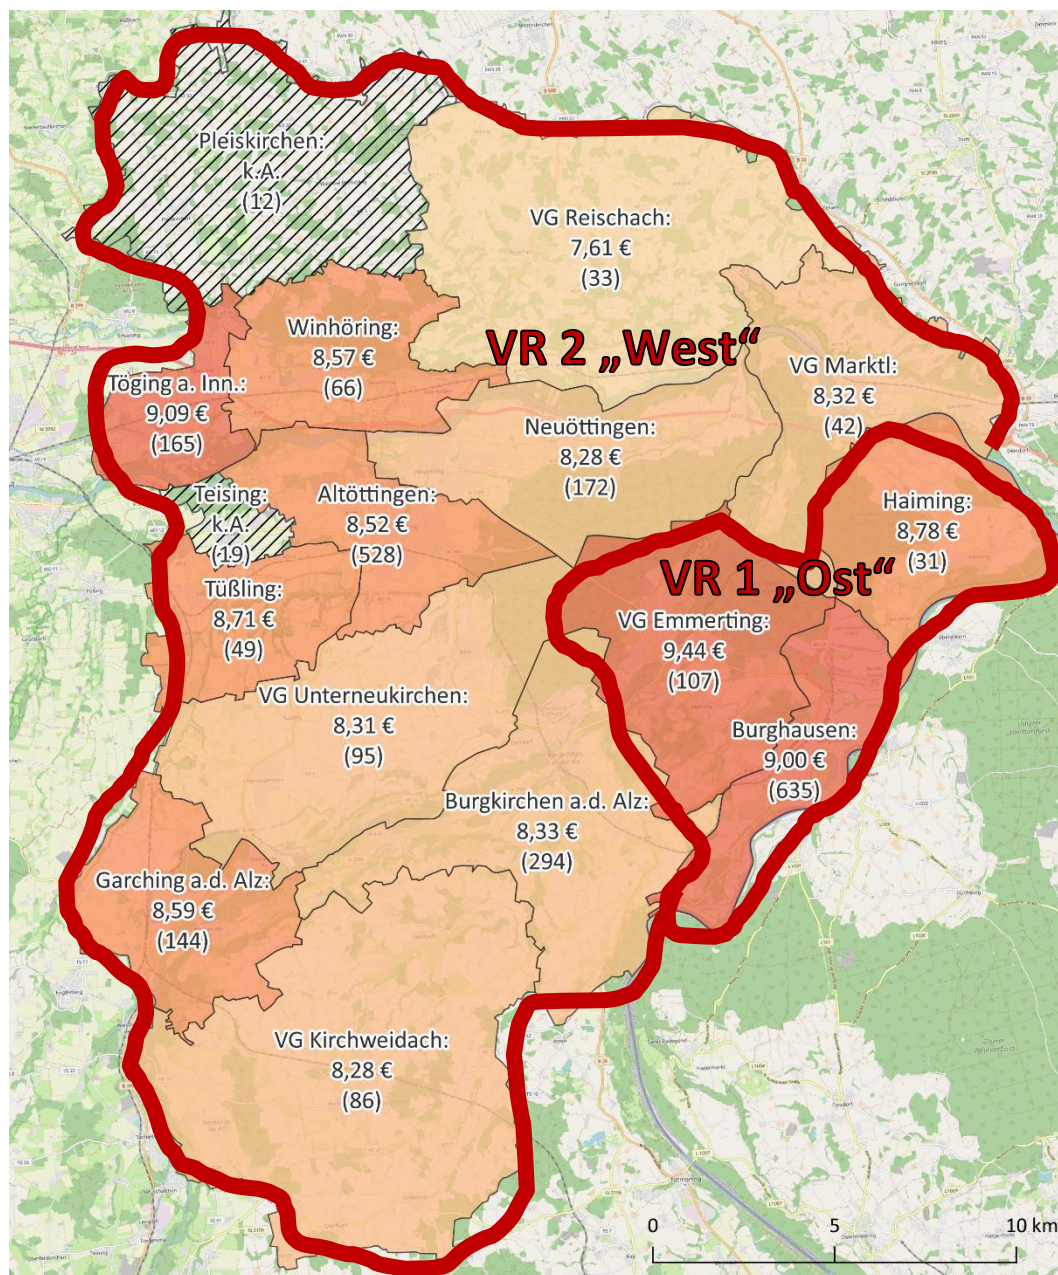 Pleiskirchen:
k.A.
(12)
VG Reischach:
7,61 €
(33)
Winhöring:
8,57 €
(66)
VR 2 „West“
VG Marktl:
8,32 €
(42)
Töging a. Inn.:
9,09 €
(165)
Neuöttingen:
8,28 €
(172)
Teising:
k.A.
(19)
Altöttingen:
8,52 €
(528)
Haiming:
8,78 €
(31)
VR 1 „Ost“
Tüßling:
8,71 €
(49)
VG Emmerting:
9,44 €
(107)
VG Unterneukirchen:
8,31 €
(95)
Burghausen:
9,00 €
(635)
Burgkirchen a.d. Alz:
8,33 €
(294)
Garching a.d. Alz:
8,59 €
(144)
VG Kirchweidach:
8,28 €
(86)
0 5 10 km